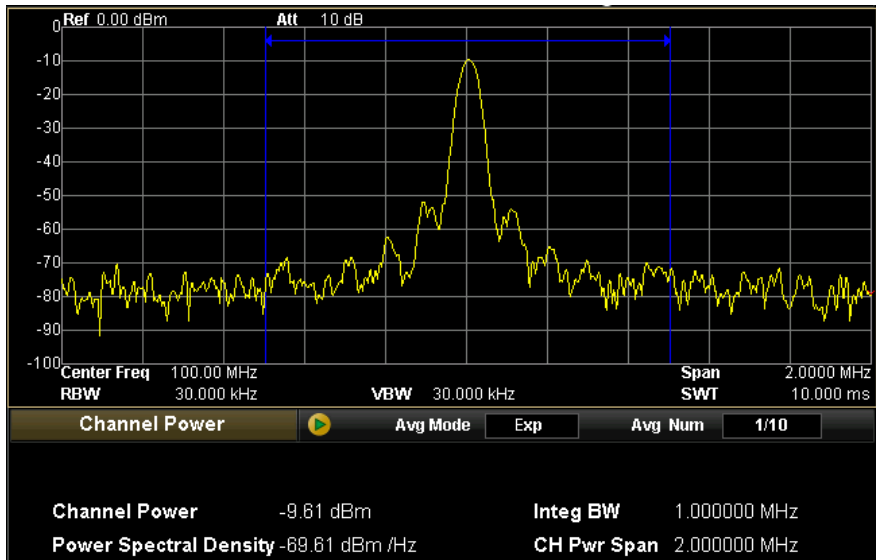 Ref 0.00 dBm Att 10 dB
0
-10
-20
-30
-40
-50
-60
-70
-80
-90
-100
Center Freq 100.00 MHz Span 2.0000 MHz
RBW 30.000 kHz VBW 30.000 kHz SWT 10.000 ms
Channel Power Avg Mode Exp Avg Num 1/10
Channel Power -9.61 dBm Integ BW 1.000000 MHz
Power Spectral Density -69.61 dBm /Hz CH Pwr Span 2.000000 MHz